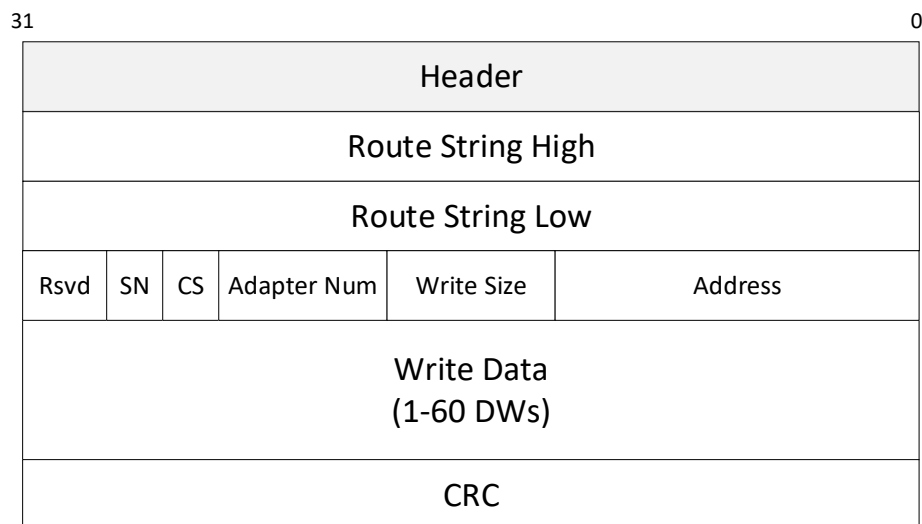 31 0
Header
Route String High
Route String Low
Rsvd SN CS Adapter Num Write Size Address
Write Data
(1-60 DWs)
CRC